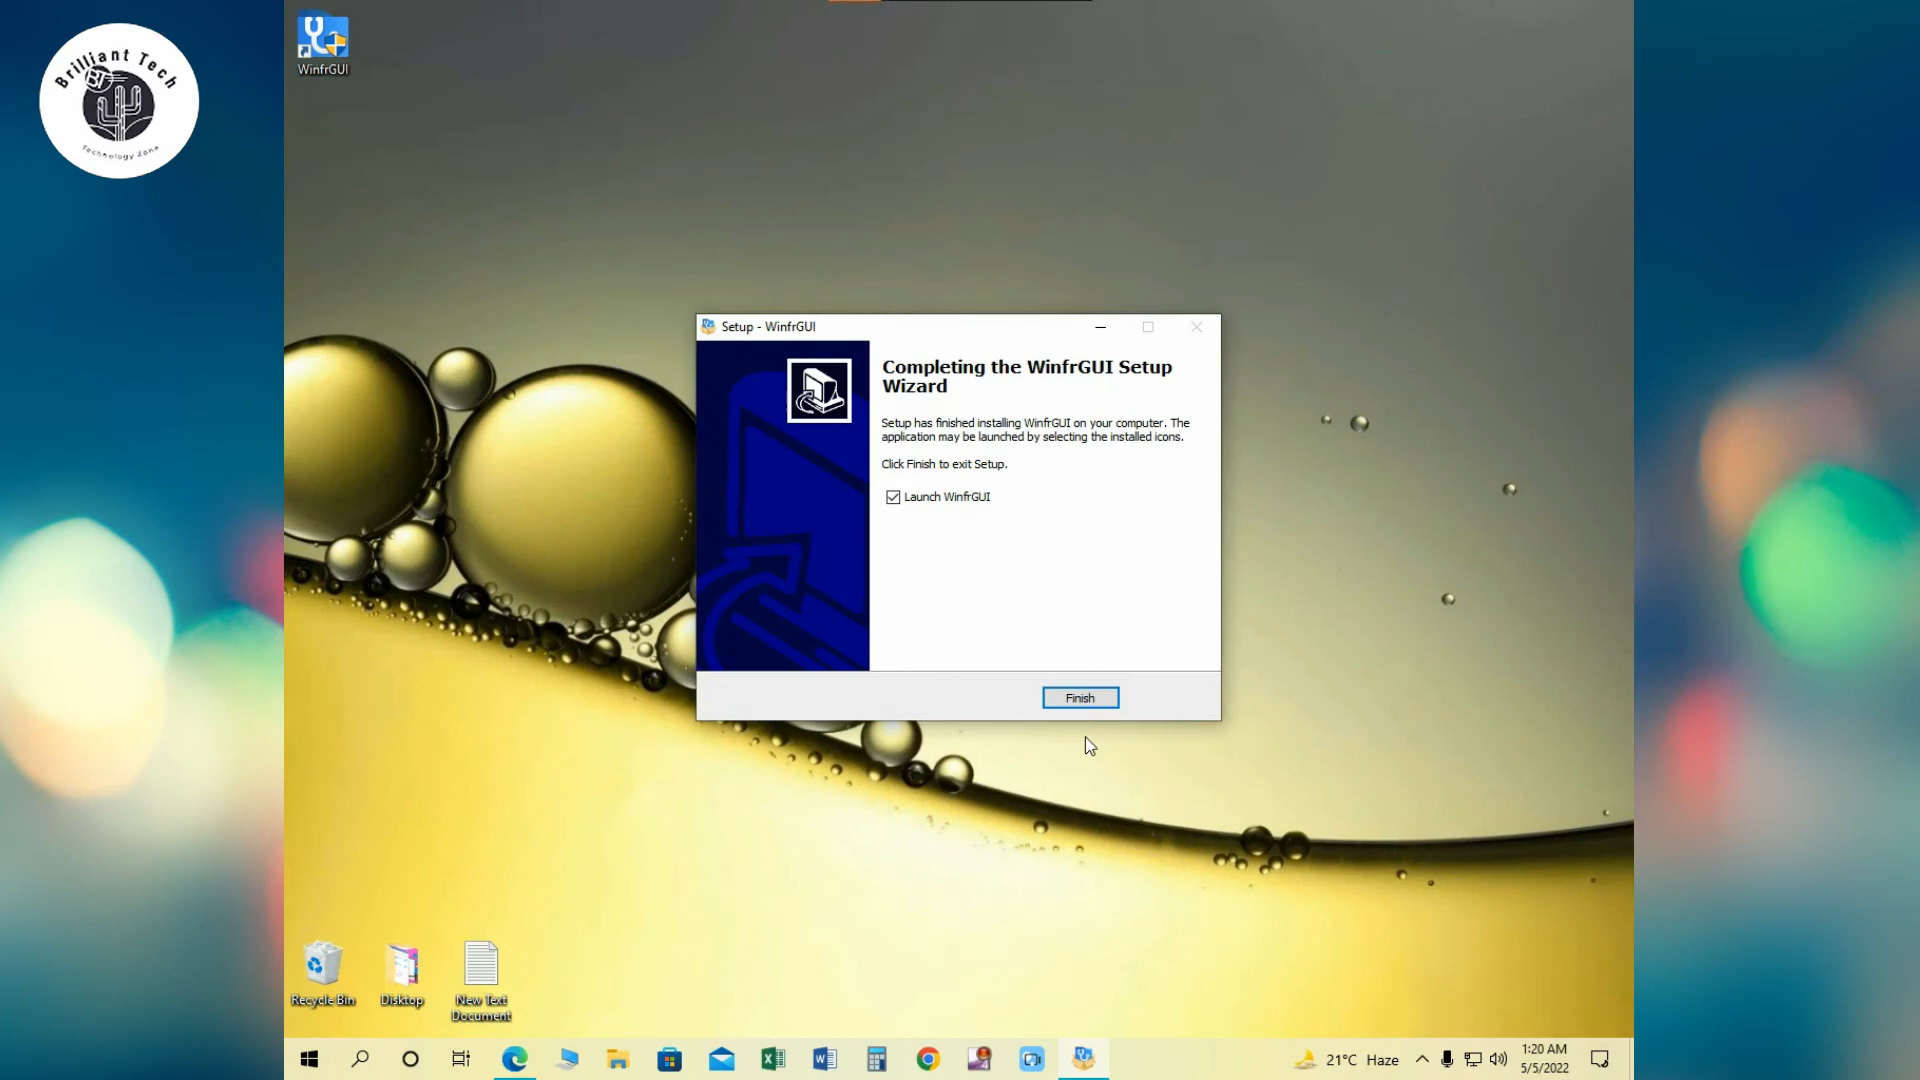 Brilliant Tech
BT
Technology Zone
WinfrGUI
Setup - WinfrGUI
Completing the WinfrGUI Setup
Wizard
Setup has finished installing WinfrGUI on your computer. The
application may be launched by selecting the installed icons.
Click Finish to exit Setup.
Launch WinfrGUI
Finish
Recycle Bin
Disktop
New Text
Document
21°C Haze
1:20 AM
5/5/2022